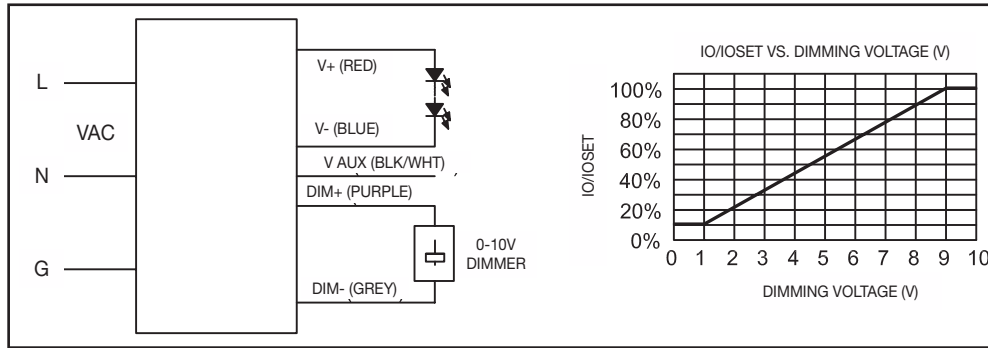 L
VAC
N
G
V+ (RED)
V- (BLUE)
V AUX (BLK/WHT)
DIM+ (PURPLE)
0-10V
DIMMER
DIM- (GREY)
IO/IOSET VS. DIMMING VOLTAGE (V)
IO/IOSET
100%
80%
60%
40%
20%
0%
0 1 2 3 4 5 6 7 8 9 10
DIMMING VOLTAGE (V)